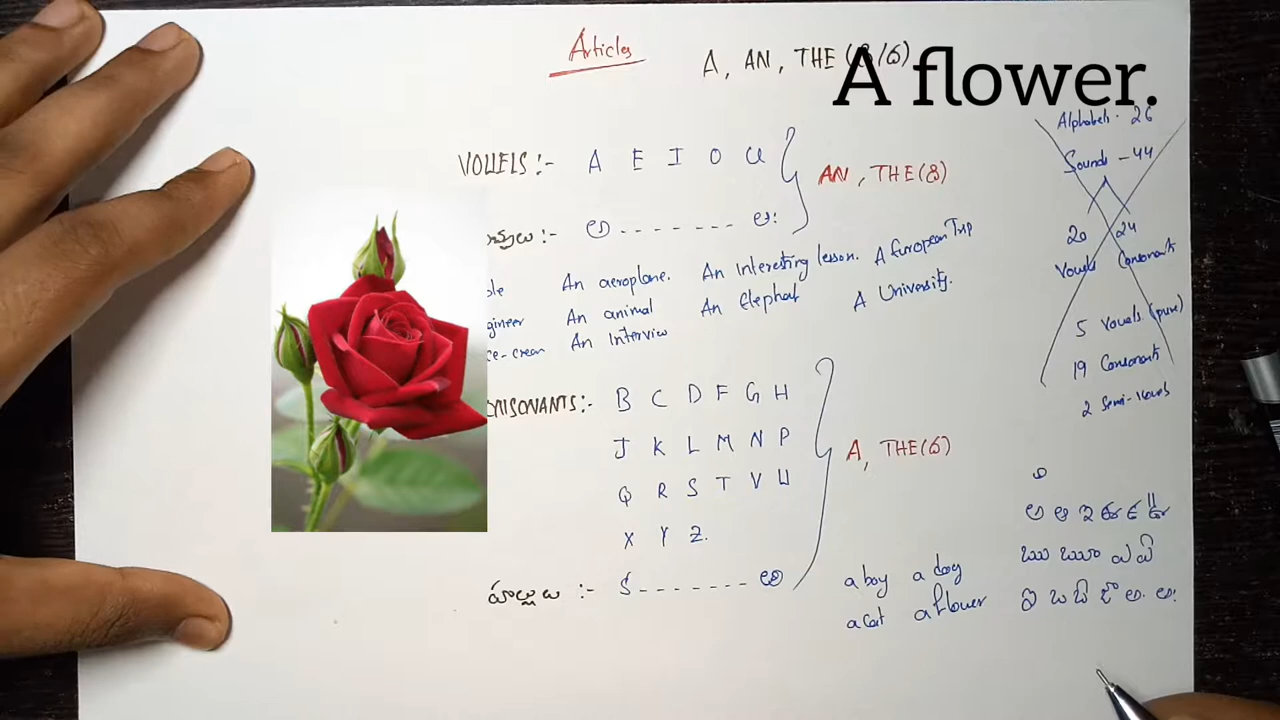 Articles
A, AN, THE
A flower.
VOWELS :- A E I O U
AN, THE(ది)
:- అ - - - - - - - అః
An aeroplane. An Interesting lesson. A European Trip
An animal An Elephant A University.
An Interview
B C D F G H
J K L M N P
Q R S T V W
X Y Z.
A, THE(ద)
హల్లులు :- క - - - - - - -
a boy a dog
a cat a flower
Alphabets - 26
Sounds - 44
20 24
Vowels Consonants
5 Vowels (pure)
19 Consonants
2 Semi-vowels
అ ఆ ఇ ఈ ఉ ఊ
ఋ ౠ ఎ ఏ
ఐ ఒ ఓ ఔ అం అః